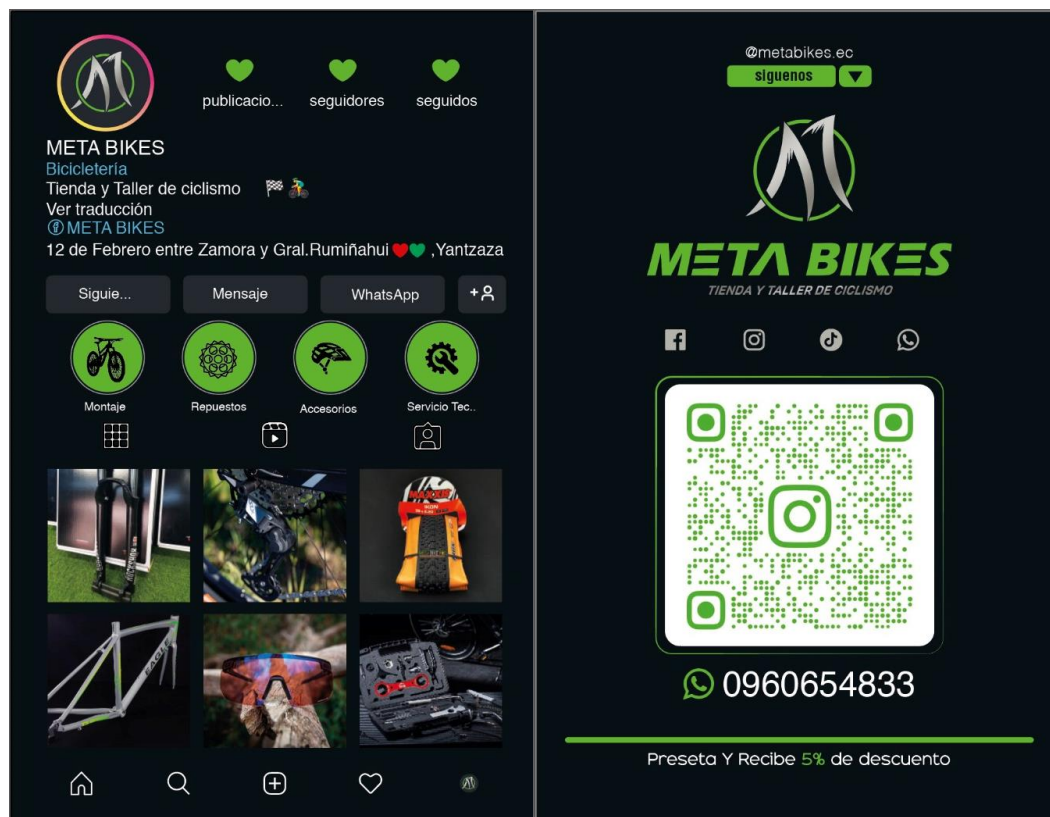 publicacio... seguidores seguidos
META BIKES
Bicicletería
Tienda y Taller de ciclismo
Ver traducción
META BIKES
12 de Febrero entre Zamora y Gral.Rumiñahui ,Yantzaza
Siguie... Mensaje WhatsApp
Montaje Repuestos Accesorios Servicio Tec..
MAXXIS
EAGLE
@metabikes.ec
siguenos
META BIKES
TIENDA Y TALLER DE CICLISMO
0960654833
Preseta Y Recibe 5% de descuento